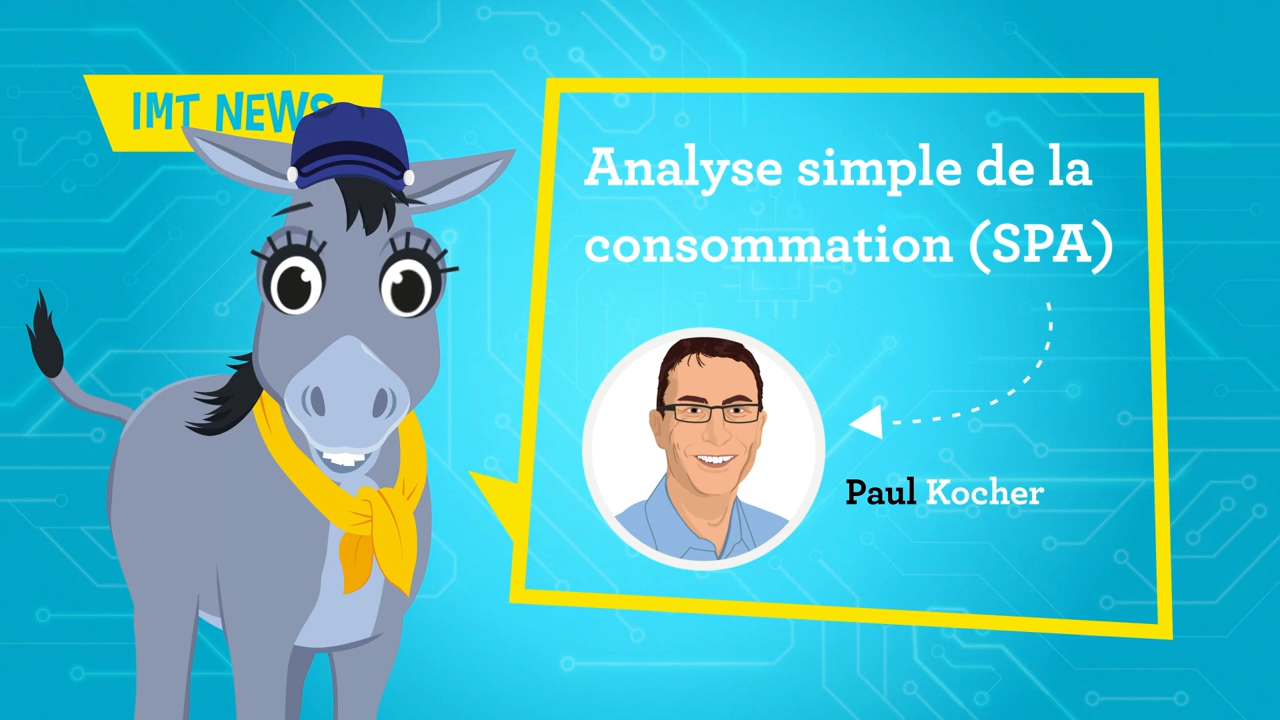 IMT NEWS
Analyse simple de la
consommation (SPA)
Paul Kocher